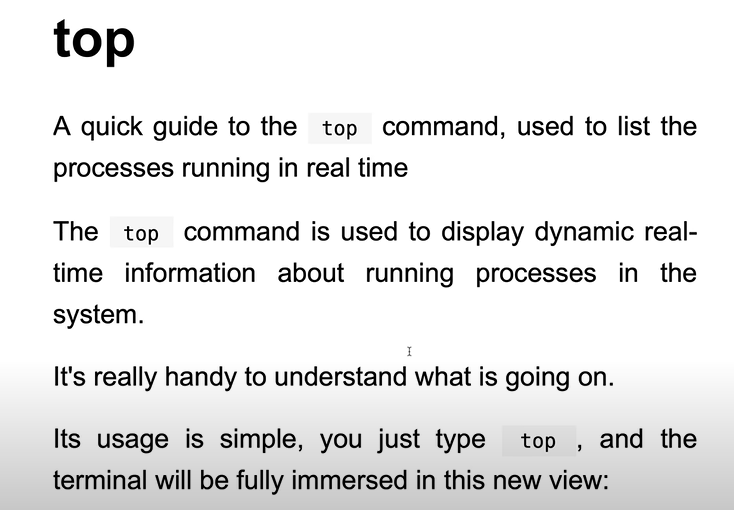 top
A quick guide to the top command, used to list the
processes running in real time
The top command is used to display dynamic real-
time information about running processes in the
system.
It's really handy to understand what is going on.
Its usage is simple, you just type top , and the
terminal will be fully immersed in this new view: